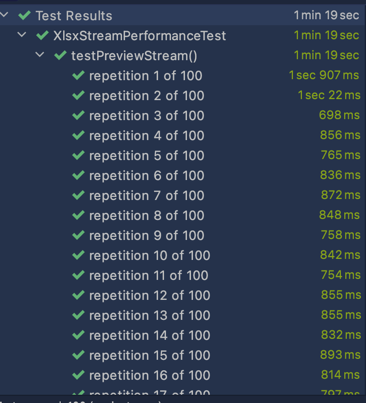 Test Results 1 min 19 sec
XlsxStreamPerformanceTest 1 min 19 sec
testPreviewStream() 1 min 19 sec
repetition 1 of 100 1 sec 907 ms
repetition 2 of 100 1 sec 22 ms
repetition 3 of 100 698 ms
repetition 4 of 100 856 ms
repetition 5 of 100 765 ms
repetition 6 of 100 836 ms
repetition 7 of 100 872 ms
repetition 8 of 100 848 ms
repetition 9 of 100 758 ms
repetition 10 of 100 842 ms
repetition 11 of 100 754 ms
repetition 12 of 100 855 ms
repetition 13 of 100 855 ms
repetition 14 of 100 832 ms
repetition 15 of 100 893 ms
repetition 16 of 100 814 ms
repetition 17 of 100 797 ms